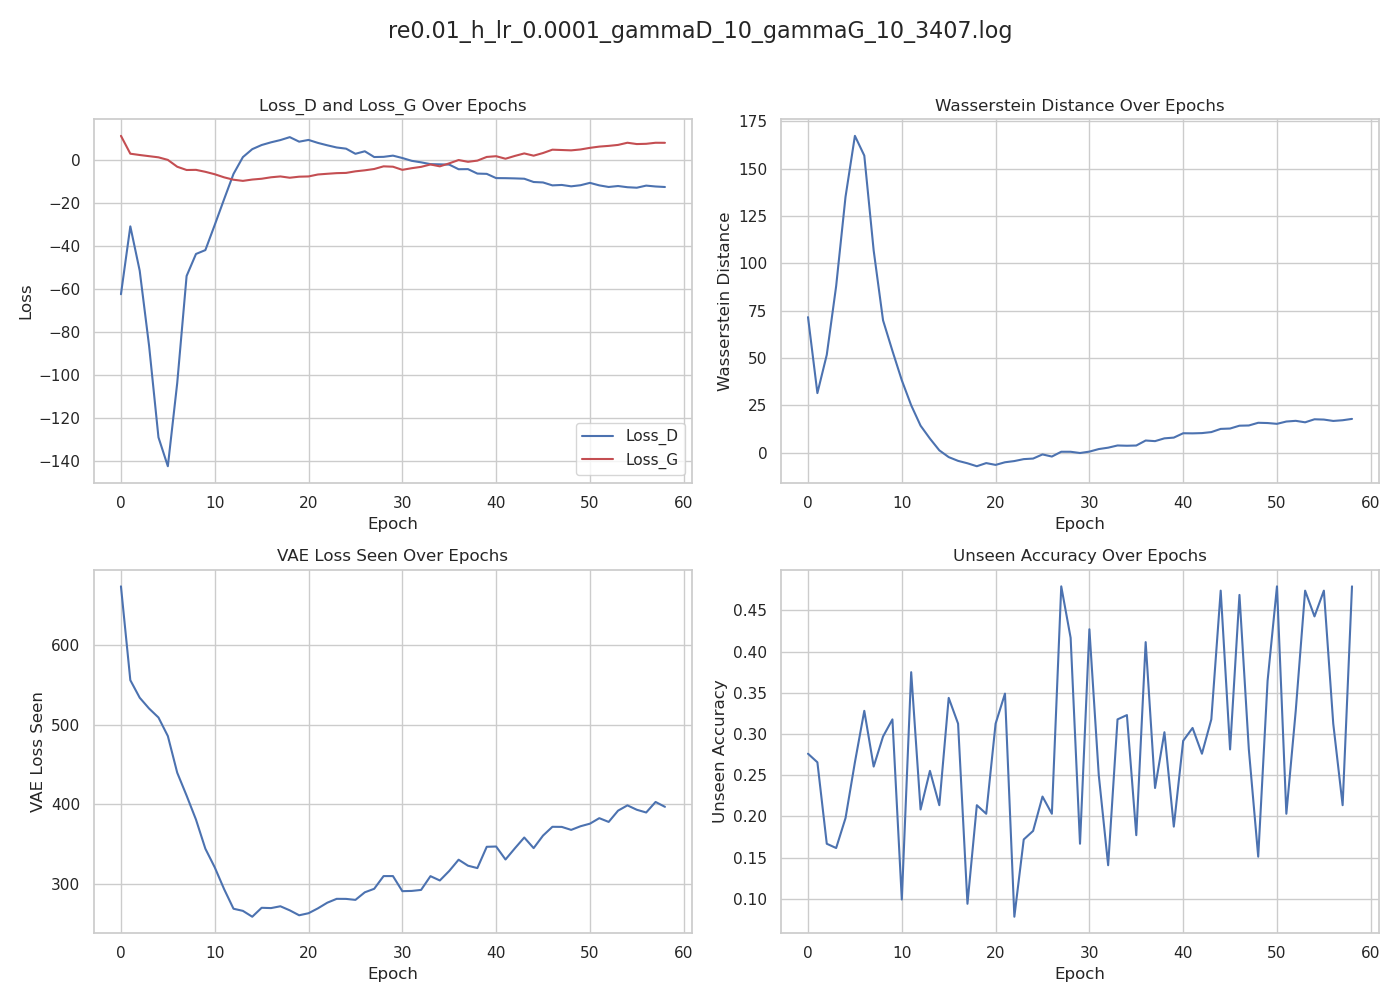 re0.01_h_lr_0.0001_gammaD_10_gammaG_10_3407.log
Loss_D and Loss_G Over Epochs
Loss
0
−20
−40
−60
−80
−100
−120
−140
Loss_D
Loss_G
0 10 20 30 40 50 60
Epoch
Wasserstein Distance Over Epochs
Wasserstein Distance
175
150
125
100
75
50
25
0
0 10 20 30 40 50 60
Epoch
VAE Loss Seen Over Epochs
VAE Loss Seen
600
500
400
300
0 10 20 30 40 50 60
Epoch
Unseen Accuracy Over Epochs
Unseen Accuracy
0.45
0.40
0.35
0.30
0.25
0.20
0.15
0.10
0 10 20 30 40 50 60
Epoch